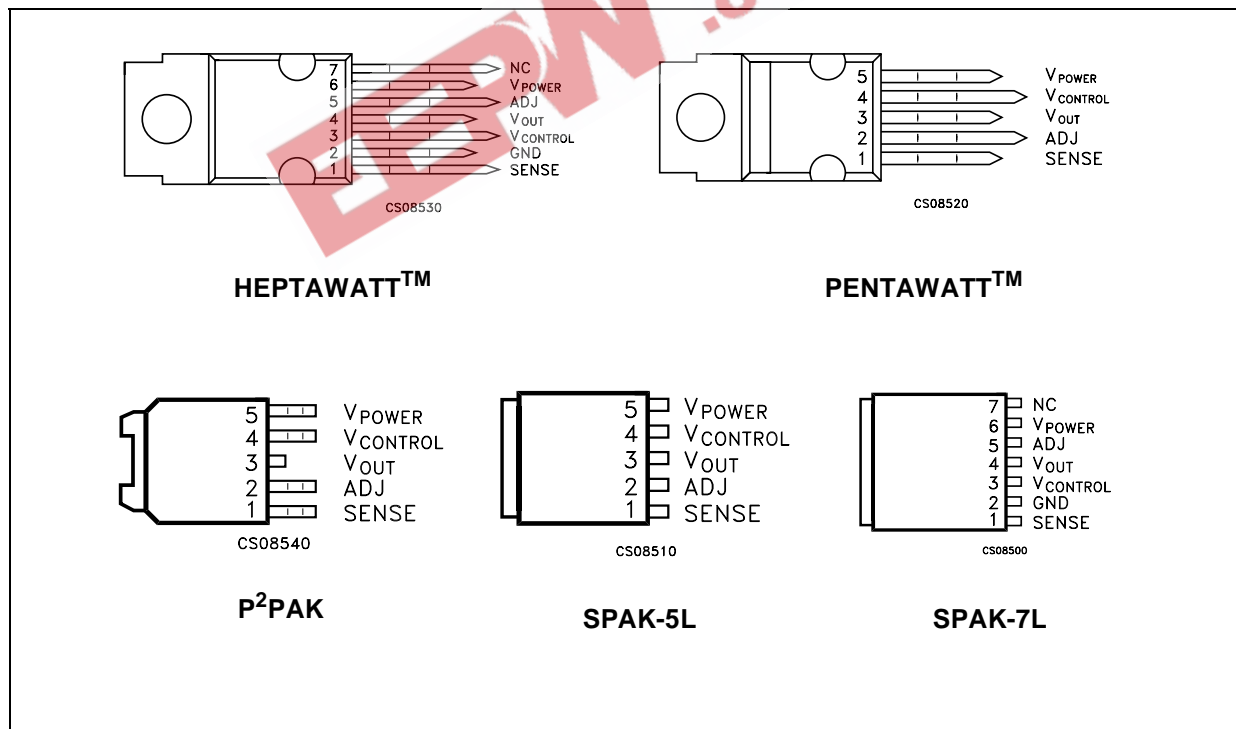 EEPW.c
7 NC
6 VPOWER
5 ADJ
4 VOUT
3 VCONTROL
2 GND
1 SENSE
CS08530
HEPTAWATT™
5 VPOWER
4 VCONTROL
3 VOUT
2 ADJ
1 SENSE
CS08520
PENTAWATT™
5 VPOWER
4 VCONTROL
3 VOUT
2 ADJ
1 SENSE
CS08540
P²PAK
5 VPOWER
4 VCONTROL
3 VOUT
2 ADJ
1 SENSE
CS08510
SPAK-5L
7 NC
6 VPOWER
5 ADJ
4 VOUT
3 VCONTROL
2 GND
1 SENSE
CS08500
SPAK-7L